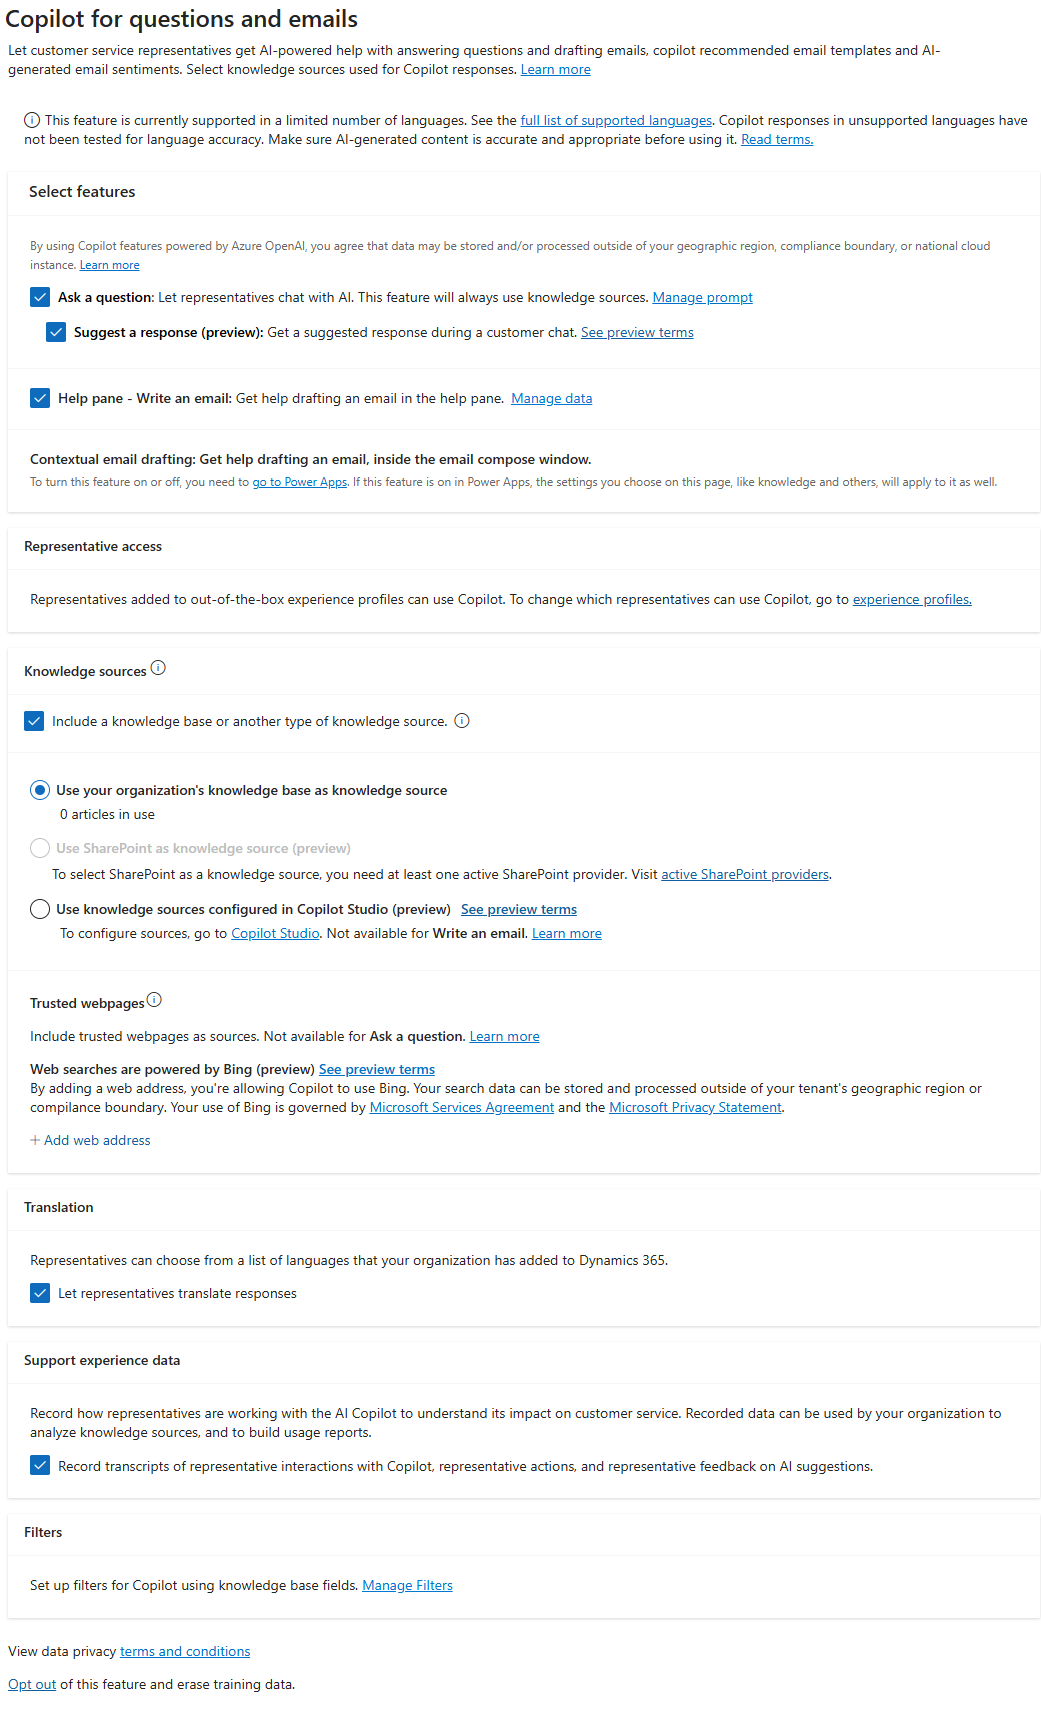 Copilot for questions and emails
Let customer service representatives get AI-powered help with answering questions and drafting emails, copilot recommended email templates and AI-
generated email sentiments. Select knowledge sources used for Copilot responses. Learn more
This feature is currently supported in a limited number of languages. See the full list of supported languages. Copilot responses in unsupported languages have
not been tested for language accuracy. Make sure AI-generated content is accurate and appropriate before using it. Read terms.
Select features
By using Copilot features powered by Azure OpenAI, you agree that data may be stored and/or processed outside of your geographic region, compliance boundary, or national cloud
instance. Learn more
Ask a question: Let representatives chat with AI. This feature will always use knowledge sources. Manage prompt
Suggest a response (preview): Get a suggested response during a customer chat. See preview terms
Help pane - Write an email: Get help drafting an email in the help pane. Manage data
Contextual email drafting: Get help drafting an email, inside the email compose window.
To turn this feature on or off, you need to go to Power Apps. If this feature is on in Power Apps, the settings you choose on this page, like knowledge and others, will apply to it as well.
Representative access
Representatives added to out-of-the-box experience profiles can use Copilot. To change which representatives can use Copilot, go to experience profiles.
Knowledge sources
Include a knowledge base or another type of knowledge source.
Use your organization's knowledge base as knowledge source
0 articles in use
Use SharePoint as knowledge source (preview)
To select SharePoint as a knowledge source, you need at least one active SharePoint provider. Visit active SharePoint providers.
Use knowledge sources configured in Copilot Studio (preview) See preview terms
To configure sources, go to Copilot Studio. Not available for Write an email. Learn more
Trusted webpages
Include trusted webpages as sources. Not available for Ask a question. Learn more
Web searches are powered by Bing (preview) See preview terms
By adding a web address, you're allowing Copilot to use Bing. Your search data can be stored and processed outside of your tenant's geographic region or
compilance boundary. Your use of Bing is governed by Microsoft Services Agreement and the Microsoft Privacy Statement.
+ Add web address
Translation
Representatives can choose from a list of languages that your organization has added to Dynamics 365.
Let representatives translate responses
Support experience data
Record how representatives are working with the AI Copilot to understand its impact on customer service. Recorded data can be used by your organization to
analyze knowledge sources, and to build usage reports.
Record transcripts of representative interactions with Copilot, representative actions, and representative feedback on AI suggestions.
Filters
Set up filters for Copilot using knowledge base fields. Manage Filters
View data privacy terms and conditions
Opt out of this feature and erase training data.